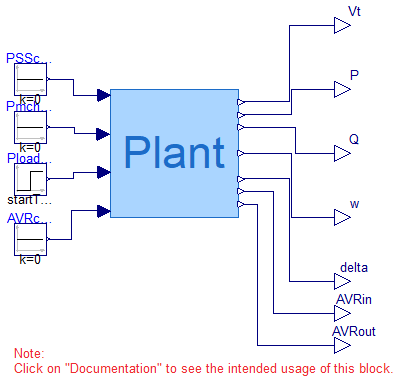 PSSc...
k=0
Pmch...
k=0
Pload...
startT...
AVRc...
k=0
Plant
Vt
P
Q
w
delta
AVRin
AVRout
Note:
Click on "Documentation" to see the intended usage of this block.